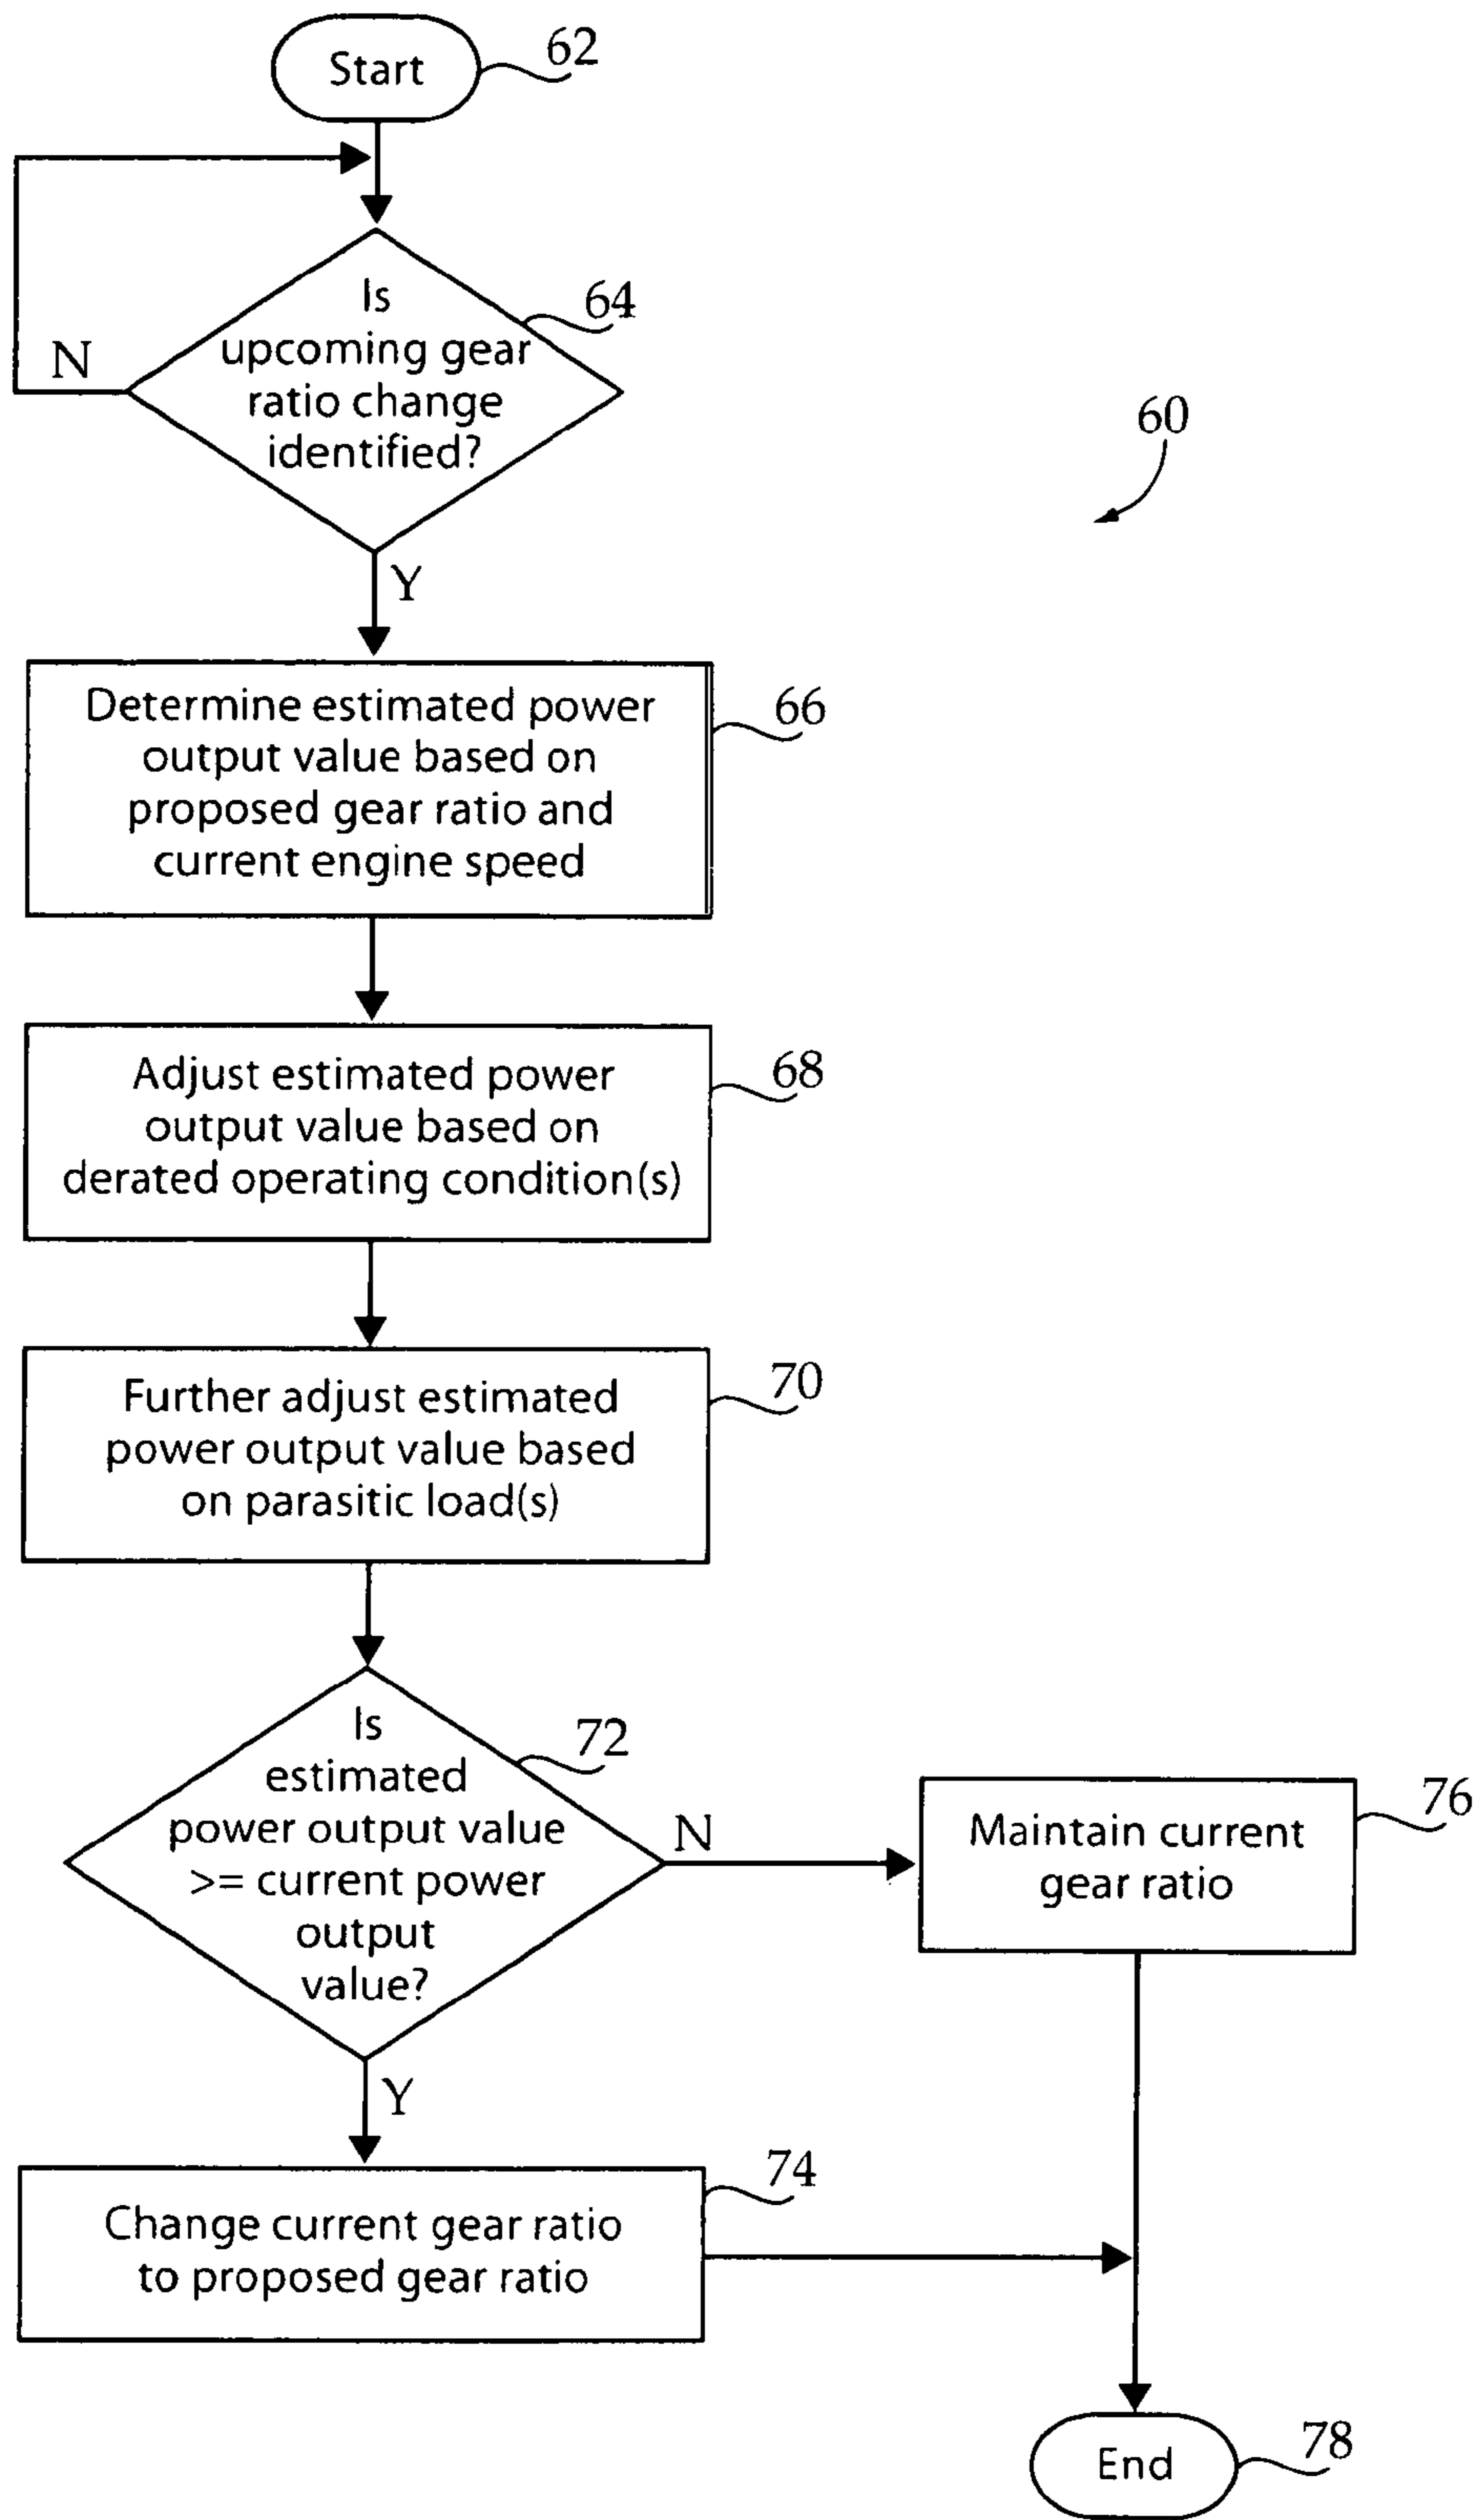 Start
62
Is
upcoming gear
ratio change
identified?
64
N
60
Y
Determine estimated power
output value based on
proposed gear ratio and
current engine speed
66
Adjust estimated power
output value based on
derated operating condition(s)
68
Further adjust estimated
power output value based
on parasitic load(s)
70
Is
estimated
power output value
>= current power
output
value?
72
N
Maintain current
gear ratio
76
Y
Change current gear ratio
to proposed gear ratio
74
End
78